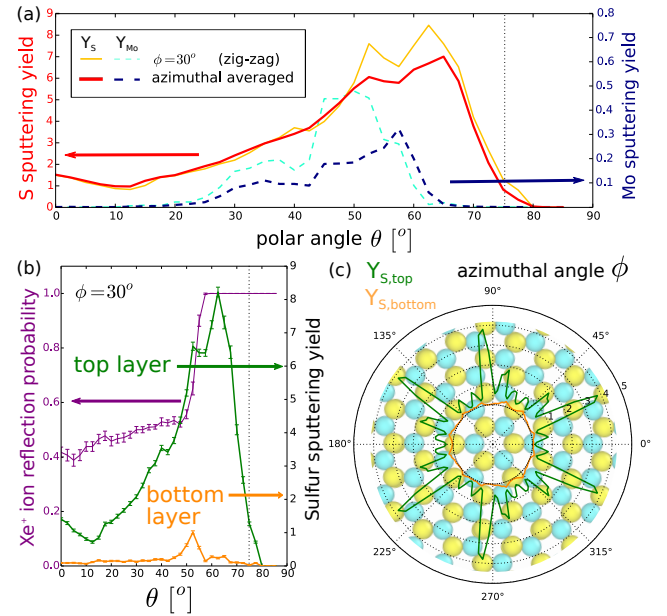 (a)
S sputtering yield
9
8
7
6
5
4
3
2
1
0
Y_S Y_Mo
φ=30° (zig-zag)
azimuthal averaged
0.8
0.7
0.6
0.5
0.4
0.3
0.2
0.1
Mo sputtering yield
0 10 20 30 40 50 60 70 80 90
polar angle θ [°]
(b)
Xe⁺ ion reflection probability
φ=30°
1.0
0.8
0.6
0.4
0.2
0.0
top layer
bottom
layer
9
8
7
6
5
4
3
2
1
0
Sulfur sputtering yield
0 10 20 30 40 50 60 70 80 90
θ [°]
(c)
Y_S,top
Y_S,bottom
azimuthal angle ϕ
90°
135° 45°
5
4
3
2
180° 0°
225° 315°
270°